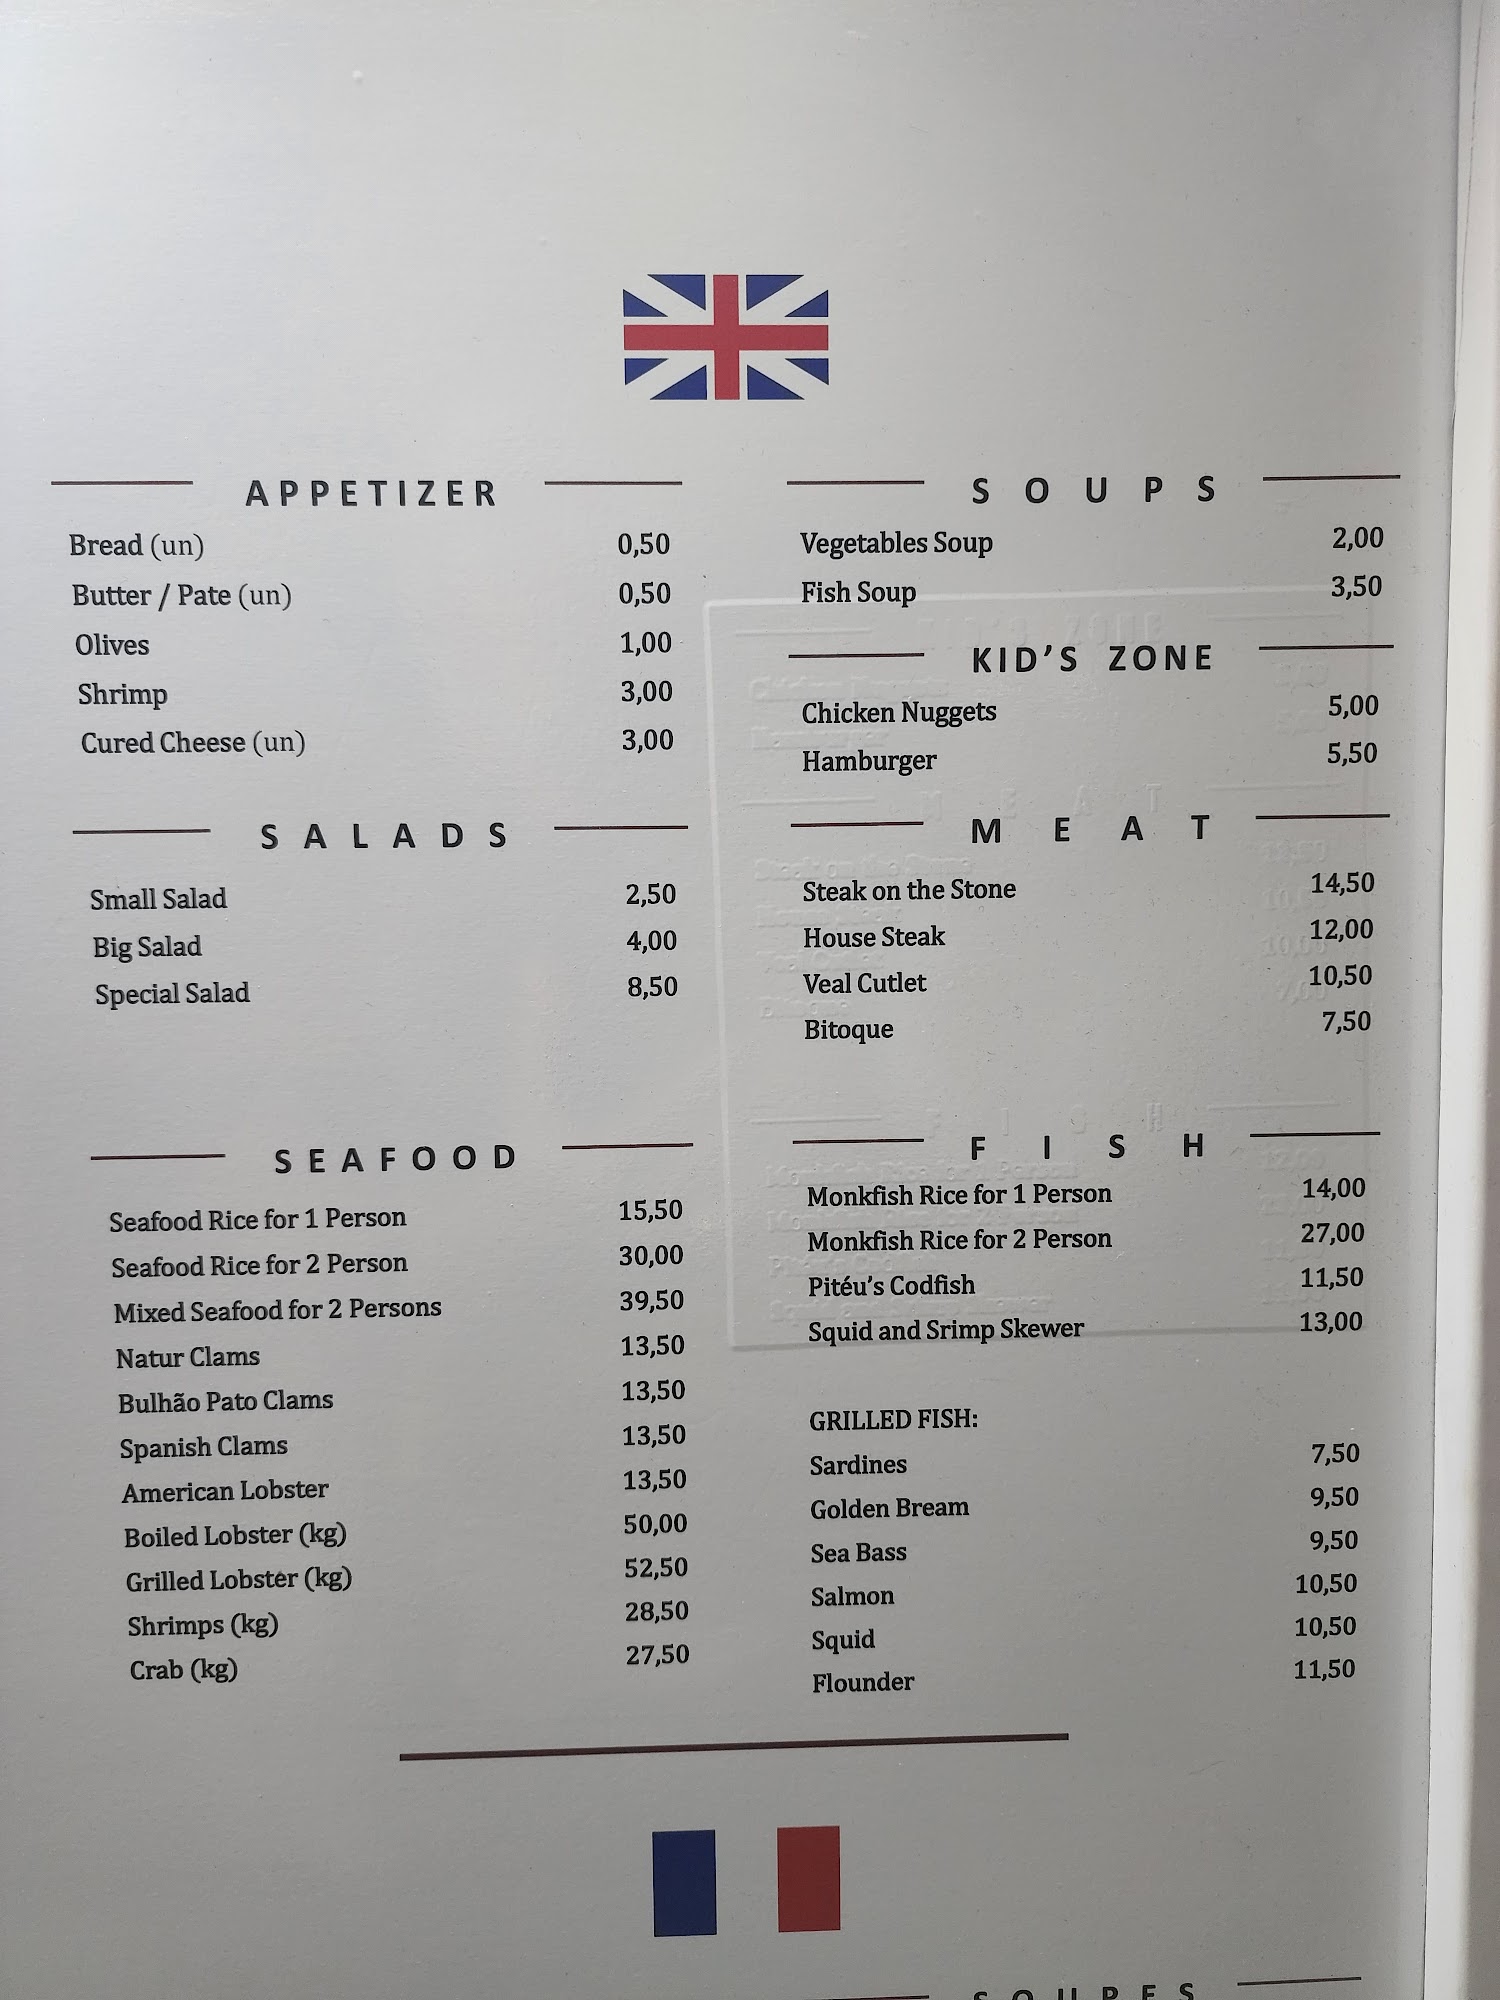 APPETIZER
Bread (un) 0,50
Butter / Pate (un) 0,50
Olives 1,00
Shrimp 3,00
Cured Cheese (un) 3,00
SALADS
Small Salad 2,50
Big Salad 4,00
Special Salad 8,50
SEAFOOD
Seafood Rice for 1 Person 15,50
Seafood Rice for 2 Person 30,00
Mixed Seafood for 2 Persons 39,50
Natur Clams 13,50
Bulhão Pato Clams 13,50
Spanish Clams 13,50
American Lobster 13,50
Boiled Lobster (kg) 50,00
Grilled Lobster (kg) 52,50
Shrimps (kg) 28,50
Crab (kg) 27,50
SOUPS
Vegetables Soup 2,00
Fish Soup 3,50
KID'S ZONE
Chicken Nuggets 5,00
Hamburger 5,50
MEAT
Steak on the Stone 14,50
House Steak 12,00
Veal Cutlet 10,50
Bitoque 7,50
FISH
Monkfish Rice for 1 Person 14,00
Monkfish Rice for 2 Person 27,00
Pitéu's Codfish 11,50
Squid and Srimp Skewer 13,00
GRILLED FISH:
Sardines 7,50
Golden Bream 9,50
Sea Bass 9,50
Salmon 10,50
Squid 10,50
Flounder 11,50
SOUPES